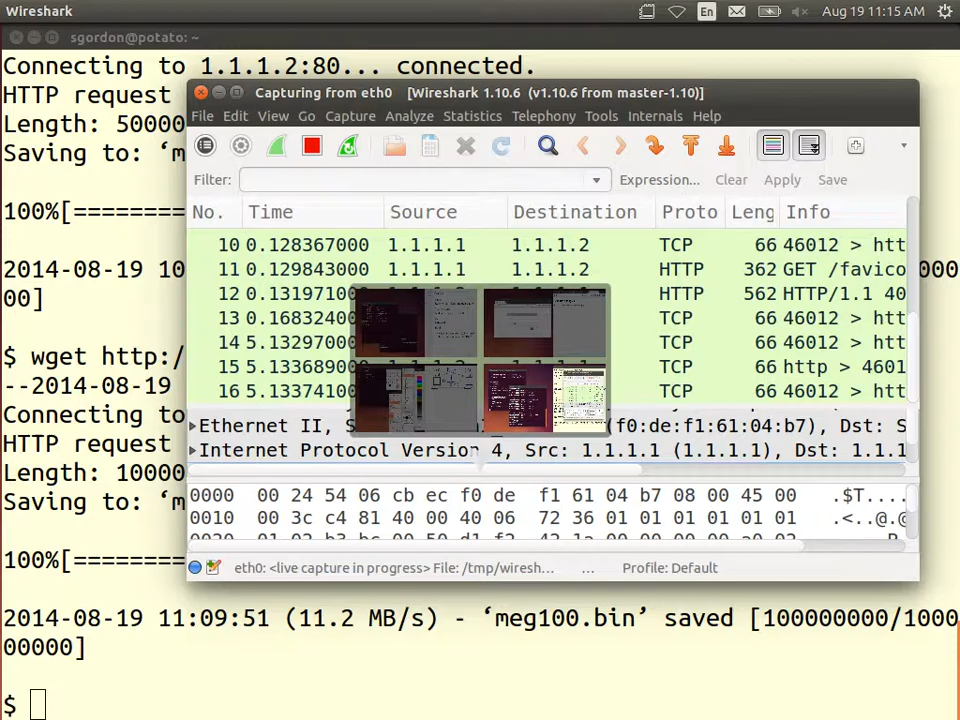 Wireshark En Aug 19 11:15 AM
sgordon@potato: ~
Connecting to 1.1.1.2:80... connected.
HTTP request
Length: 50000
Saving to: ‘m
100%[=========
2014-08-19 10
000
00]
$ wget http:/
--2014-08-19
Connecting to
HTTP request
Length: 10000
Saving to: ‘m
100%[=========
2014-08-19 11:09:51 (11.2 MB/s) - ‘meg100.bin’ saved [100000000/1000
00000]
$
Capturing from eth0 [Wireshark 1.10.6 (v1.10.6 from master-1.10)]
File Edit View Go Capture Analyze Statistics Telephony Tools Internals Help
Filter: Expression... Clear Apply Save
No. Time Source Destination Proto Leng Info
10 0.128367000 1.1.1.1 1.1.1.2 TCP 66 46012 > htt
11 0.129843000 1.1.1.1 1.1.1.2 HTTP 362 GET /favico
12 0.131971000 HTTP 562 HTTP/1.1 40
13 0.16832400 TCP 66 46012 > htt
14 5.13297000 TCP 66 46012 > htt
15 5.13368900 TCP 66 http > 4601
16 5.13374100 TCP 66 46012 > htt
Ethernet II, S (f0:de:f1:61:04:b7), Dst: S
Internet Protocol Version 4, Src: 1.1.1.1 (1.1.1.1), Dst: 1.1.1
0000 00 24 54 06 cb ec f0 de f1 61 04 b7 08 00 45 00 .$T.... .a....E.
0010 00 3c c4 81 40 00 40 06 72 36 01 01 01 01 01 01 .<..@.@
eth0: <live capture in progress> File: /tmp/wiresh... ... Profile: Default